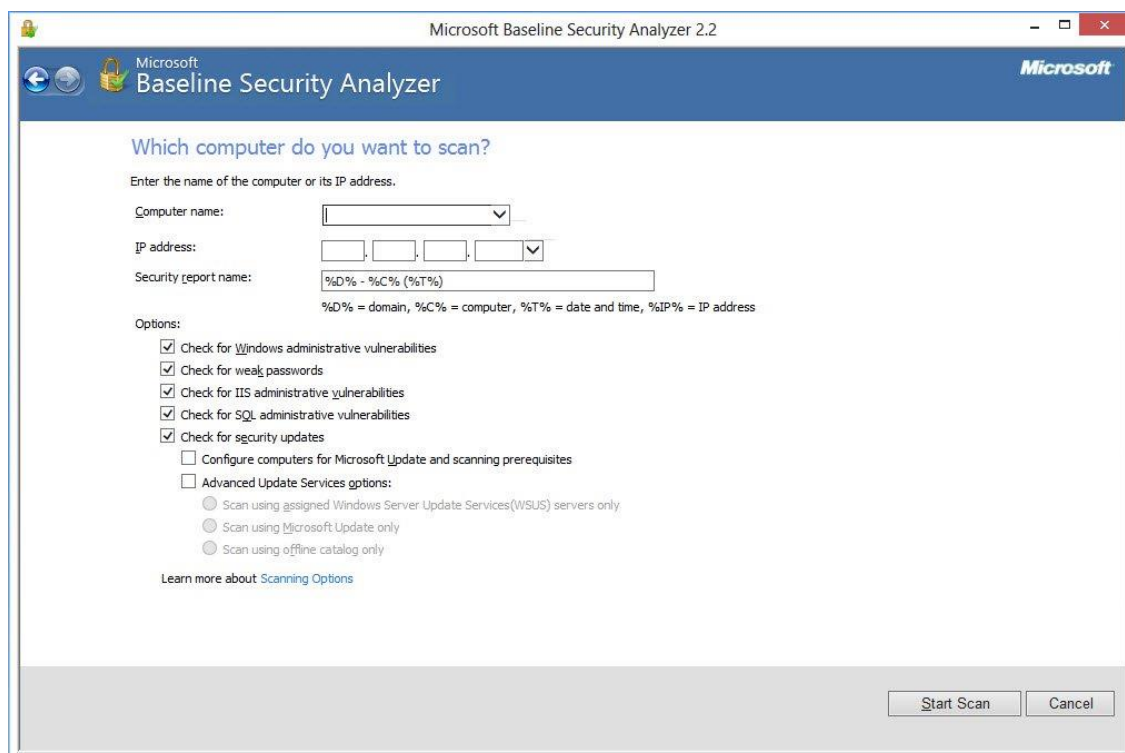 Microsoft Baseline Security Analyzer 2.2
Microsoft
Baseline Security Analyzer
Microsoft
Which computer do you want to scan?
Enter the name of the computer or its IP address.
Computer name:
IP address:
Security report name:
%D% - %C% (%T%)
%D% = domain, %C% = computer, %T% = date and time, %IP% = IP address
Options:
Check for Windows administrative vulnerabilities
Check for weak passwords
Check for IIS administrative vulnerabilities
Check for SQL administrative vulnerabilities
Check for security updates
Configure computers for Microsoft Update and scanning prerequisites
Advanced Update Services options:
Scan using assigned Windows Server Update Services(WSUS) servers only
Scan using Microsoft Update only
Scan using offline catalog only
Learn more about Scanning Options
Start Scan
Cancel